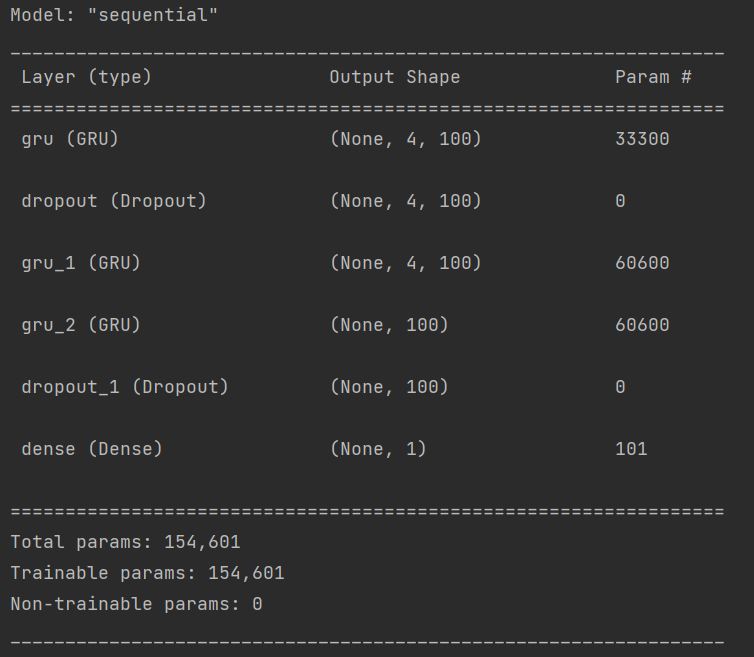 Model: "sequential"
_________________________________________________________________
Layer (type)                Output Shape              Param #
=================================================================
gru (GRU)                   (None, 4, 100)            33300
dropout (Dropout)           (None, 4, 100)            0
gru_1 (GRU)                 (None, 4, 100)            60600
gru_2 (GRU)                 (None, 100)               60600
dropout_1 (Dropout)         (None, 100)               0
dense (Dense)               (None, 1)                 101
=================================================================
Total params: 154,601
Trainable params: 154,601
Non-trainable params: 0
_________________________________________________________________